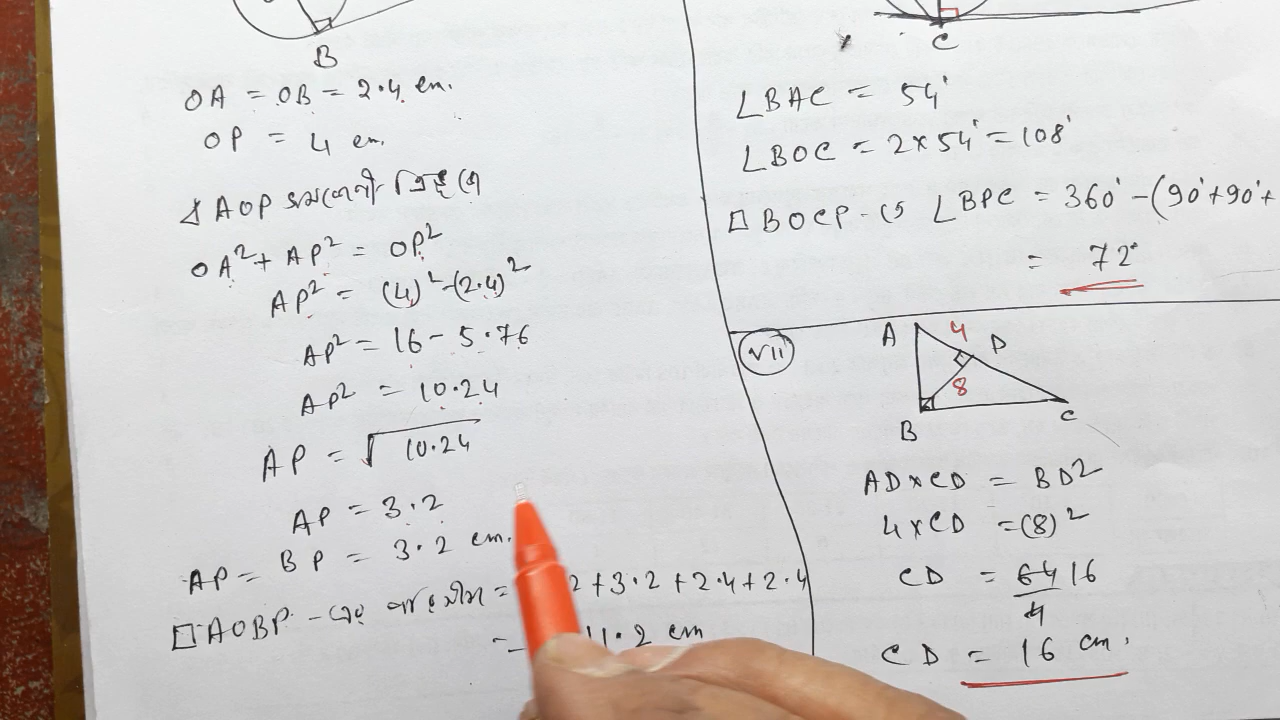 B
OA = OB = 2.4 cm.
OP = 4 cm.
∆ AOP সমকোণী ত্রিভুজে
OA² + AP² = OP²
AP² = (4)² - (2.4)²
AP² = 16 - 5.76
AP² = 10.24
AP = √10.24
AP = 3.2
AP = BP = 3.2 cm.
□ AOBP -এর = 2 + 3.2 + 2.4 + 2.4
= 11.2 cm
C
∠BAC = 54°
∠BOC = 2 x 54° = 108°
□ BOCP - তে ∠BPC = 360° - (90° + 90° +
= 72°
VII
A 4 D
8
B C
AD x CD = BD²
4 x CD = (8)²
CD = 64 16
4
CD = 16 cm.